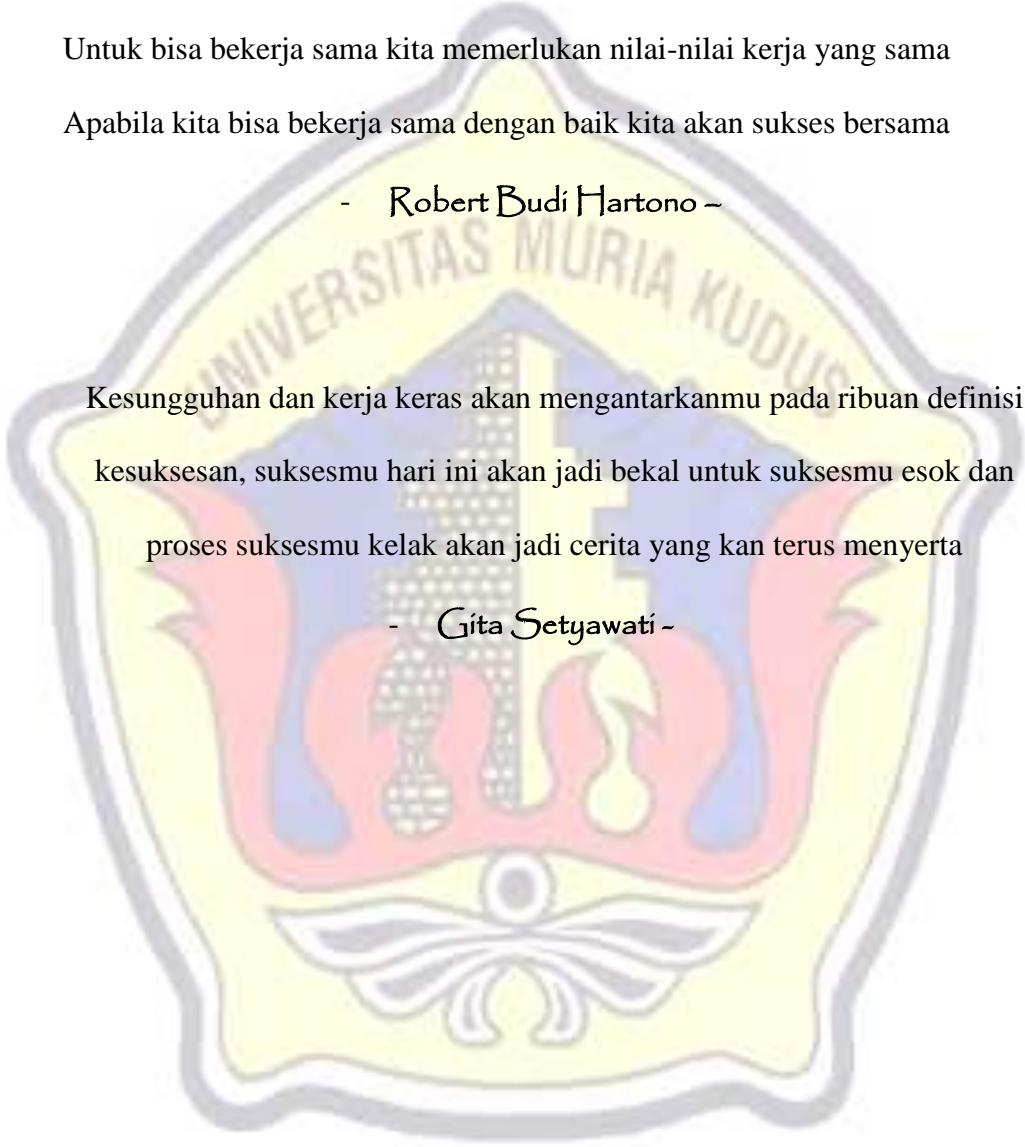 Untuk bisa bekerja sama kita memerlukan nilai-nilai kerja yang sama
Apabila kita bisa bekerja sama dengan baik kita akan sukses bersama
- Robert Budi Hartono –
UNIVERSITAS MURIA KUDUS
Kesungguhan dan kerja keras akan mengantarkanmu pada ribuan definisi
kesuksesan, suksesmu hari ini akan jadi bekal untuk suksesmu esok dan
proses suksesmu kelak akan jadi cerita yang kan terus menyerta
- Gita Setyawati -